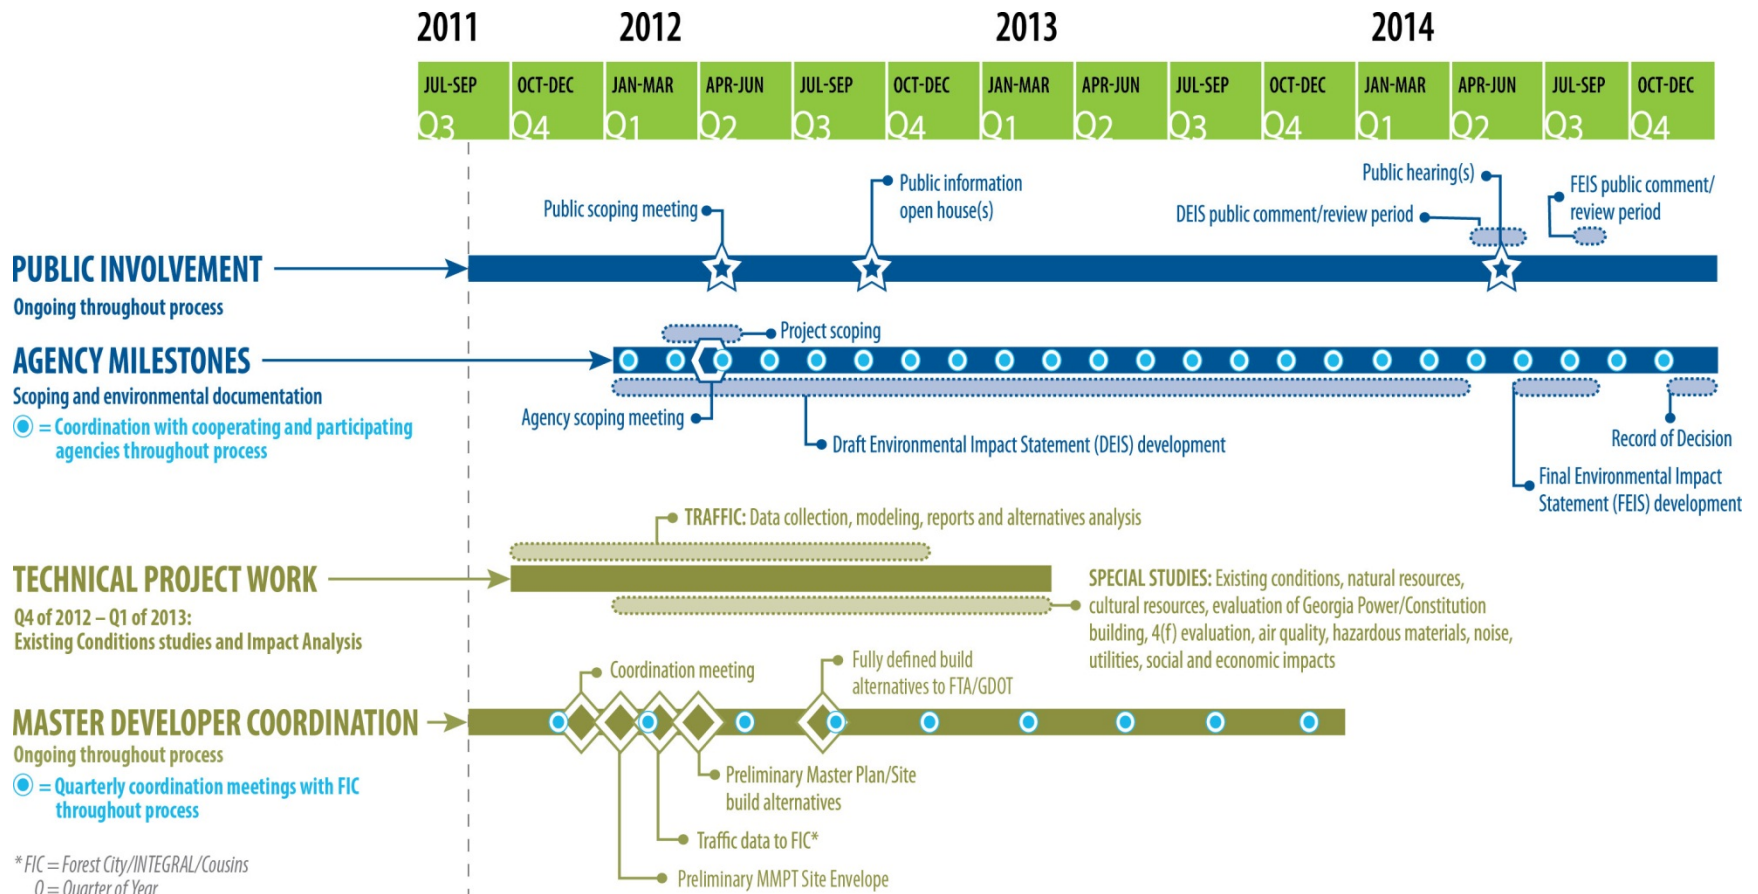 2011
2012
2013
2014
JUL-SEP OCT-DEC JAN-MAR APR-JUN JUL-SEP OCT-DEC JAN-MAR APR-JUN JUL-SEP OCT-DEC JAN-MAR APR-JUN JUL-SEP OCT-DEC
Q3 Q4 Q1 Q2 Q3 Q4 Q1 Q2 Q3 Q4 Q1 Q2 Q3 Q4
Public scoping meeting
Public information
open house(s)
Public hearing(s)
DEIS public comment/review period
FEIS public comment/
review period
PUBLIC INVOLVEMENT
Ongoing throughout process
Project scoping
AGENCY MILESTONES
Scoping and environmental documentation
= Coordination with cooperating and participating
agencies throughout process
Agency scoping meeting
Draft Environmental Impact Statement (DEIS) development
Record of Decision
Final Environmental Impact
Statement (FEIS) development
TRAFFIC: Data collection, modeling, reports and alternatives analysis
TECHNICAL PROJECT WORK
Q4 of 2012 – Q1 of 2013:
Existing Conditions studies and Impact Analysis
SPECIAL STUDIES: Existing conditions, natural resources,
cultural resources, evaluation of Georgia Power/Constitution
building, 4(f) evaluation, air quality, hazardous materials, noise,
utilities, social and economic impacts
Coordination meeting
Fully defined build
alternatives to FTA/GDOT
MASTER DEVELOPER COORDINATION
Ongoing throughout process
= Quarterly coordination meetings with FIC
throughout process
Preliminary Master Plan/Site
build alternatives
Traffic data to FIC*
Preliminary MMPT Site Envelope
* FIC = Forest City/INTEGRAL/Cousins
Q = Quarter of Year